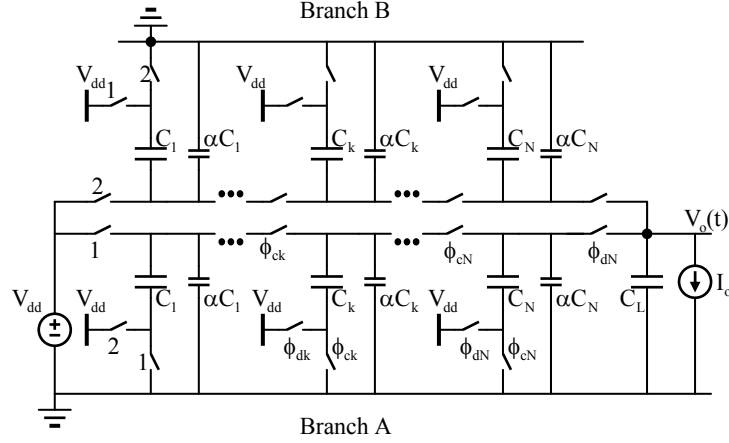 Branch B
2
V_dd 1
V_dd
V_dd
C_1 αC_1 C_k αC_k C_N αC_N
2
•••
•••
V_o(t)
1
•••
ϕ_ck
•••
ϕ_cN
ϕ_dN
V_dd
V_dd
C_1 αC_1
V_dd
C_k αC_k
V_dd
C_N αC_N
C_L
I_o
2
1
ϕ_dk ϕ_ck
ϕ_dN ϕ_cN
Branch A